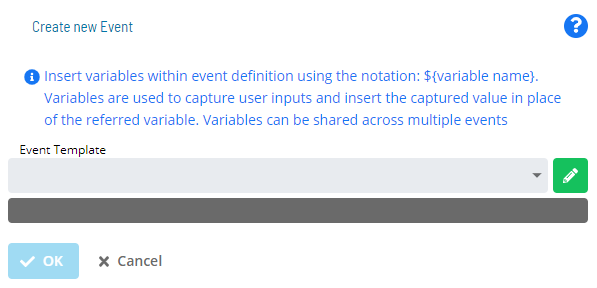 Create new Event
?
i Insert variables within event definition using the notation: ${variable name}.
Variables are used to capture user inputs and insert the captured value in place
of the referred variable. Variables can be shared across multiple events
Event Template
OK Cancel